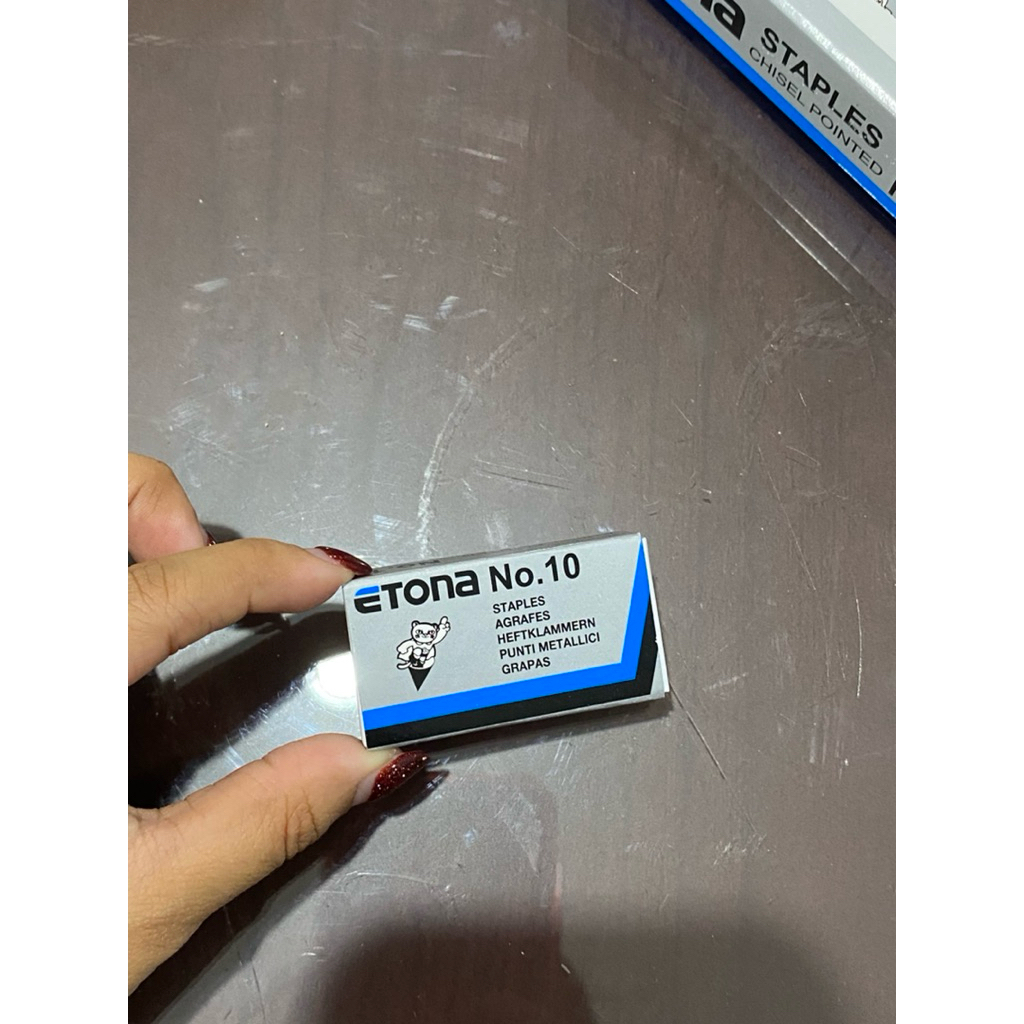 STAPLES
CHISEL POINTED
ETONA No.10
STAPLES
AGRAFES
HEFTKLAMMERN
PUNTI METALLICI
GRAPAS